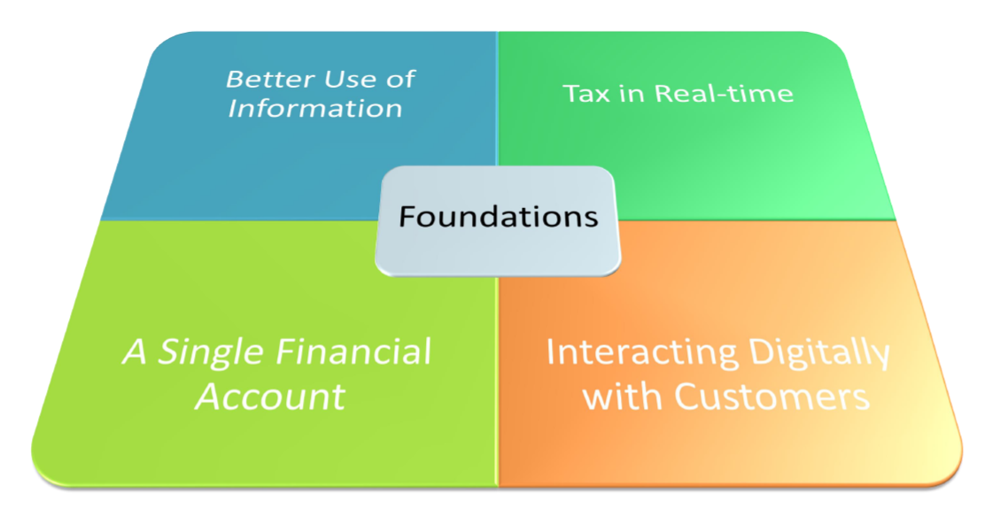 Better Use of
Information
Tax in Real-time
Foundations
A Single Financial
Account
Interacting Digitally
with Customers